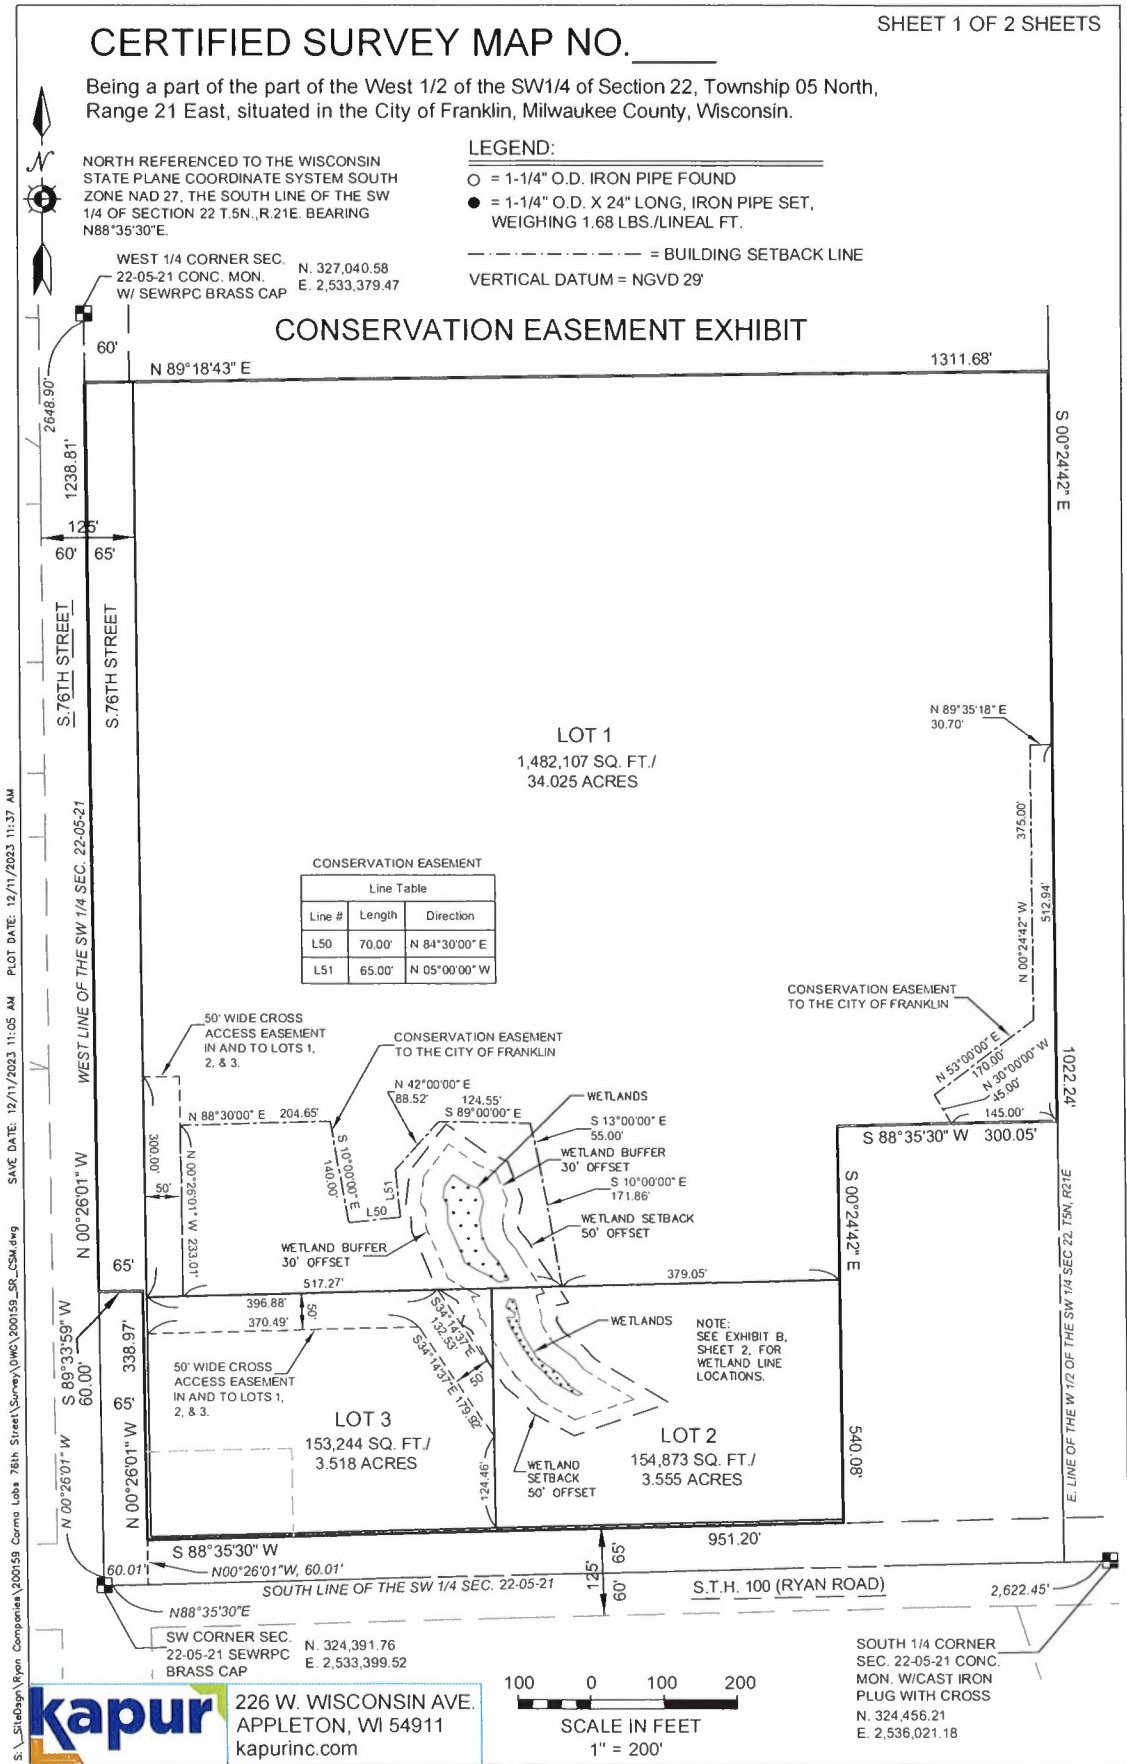 SHEET 1 OF 2 SHEETS
CERTIFIED SURVEY MAP NO.______
Being a part of the part of the West 1/2 of the SW1/4 of Section 22, Township 05 North,
Range 21 East, situated in the City of Franklin, Milwaukee County, Wisconsin.
N
NORTH REFERENCED TO THE WISCONSIN
STATE PLANE COORDINATE SYSTEM SOUTH
ZONE NAD 27, THE SOUTH LINE OF THE SW
1/4 OF SECTION 22 T.5N.,R.21E. BEARING
N88°35'30"E.
LEGEND:
= 1-1/4" O.D. IRON PIPE FOUND
= 1-1/4" O.D. X 24" LONG, IRON PIPE SET,
WEIGHING 1.68 LBS./LINEAL FT.
= BUILDING SETBACK LINE
VERTICAL DATUM = NGVD 29'
WEST 1/4 CORNER SEC.
22-05-21 CONC. MON.
W/ SEWRPC BRASS CAP
N. 327,040.58
E. 2,533,379.47
CONSERVATION EASEMENT EXHIBIT
60'
N 89°18'43" E
1311.68'
2648.90'
1238.81'
S 00°24'42" E
125'
60'
65'
S.76TH STREET
S.76TH STREET
WEST LINE OF THE SW 1/4 SEC. 22-05-21
LOT 1
1,482,107 SQ. FT./
34.025 ACRES
N 89°35'18" E
30.70'
375.00'
512.94'
N 00°24'42" W
CONSERVATION EASEMENT
Line Table
Line # Length Direction
L50 70.00' N 84°30'00" E
L51 65.00' N 05°00'00" W
CONSERVATION EASEMENT
TO THE CITY OF FRANKLIN
N 53°00'00" E
170.00'
N 30°00'00" W
45.00'
145.00'
S 88°35'30" W 300.05'
1022.24'
50' WIDE CROSS
ACCESS EASEMENT
IN AND TO LOTS 1,
2, & 3.
CONSERVATION EASEMENT
TO THE CITY OF FRANKLIN
N 42°00'00" E
88.52'
124.55'
S 89°00'00" E
WETLANDS
S 13°00'00" E
55.00'
N 88°30'00" E 204.65'
WETLAND BUFFER
30' OFFSET
S 10°00'00" E
171.86'
S 10°00'00" E
140.00'
L51
L50
WETLAND SETBACK
50' OFFSET
300.00'
50'
N 00°26'01" W 233.01'
N 00°26'01" W
WETLAND BUFFER
30' OFFSET
S 00°24'42" E
65'
517.27'
379.05'
396.88'
370.49'
50'
S34°14'37"E
132.53'
S34°14'37"E 179.92'
50'
WETLANDS
NOTE:
SEE EXHIBIT B,
SHEET 2, FOR
WETLAND LINE
LOCATIONS.
S 89°33'59" W
60.00'
338.97'
65'
N 00°26'01" W
N 00°26'01" W
50' WIDE CROSS
ACCESS EASEMENT
IN AND TO LOTS 1,
2, & 3.
LOT 3
153,244 SQ. FT./
3.518 ACRES
124.46'
WETLAND
SETBACK
50' OFFSET
LOT 2
154,873 SQ. FT./
3.555 ACRES
540.08'
E. LINE OF THE W 1/2 OF THE SW 1/4 SEC 22, T5N, R21E
S 88°35'30" W
951.20'
60.01'
N00°26'01"W, 60.01'
SOUTH LINE OF THE SW 1/4 SEC. 22-05-21
125'
65'
60'
S.T.H. 100 (RYAN ROAD)
2,622.45'
N88°35'30"E
SW CORNER SEC.
22-05-21 SEWRPC
BRASS CAP
N. 324,391.76
E. 2,533,399.52
SOUTH 1/4 CORNER
SEC. 22-05-21 CONC.
MON. W/CAST IRON
PLUG WITH CROSS
N. 324,456.21
E. 2,536,021.18
kapur
226 W. WISCONSIN AVE.
APPLETON, WI 54911
kapurinc.com
100 0 100 200
SCALE IN FEET
1" = 200'
S:\_SiteDsgn\Ryan Companies\200159 Carma Labs 76th Street\Survey\DWG\200159_SR_CSM.dwg SAVE DATE: 12/11/2023 11:05 AM PLOT DATE: 12/11/2023 11:37 AM